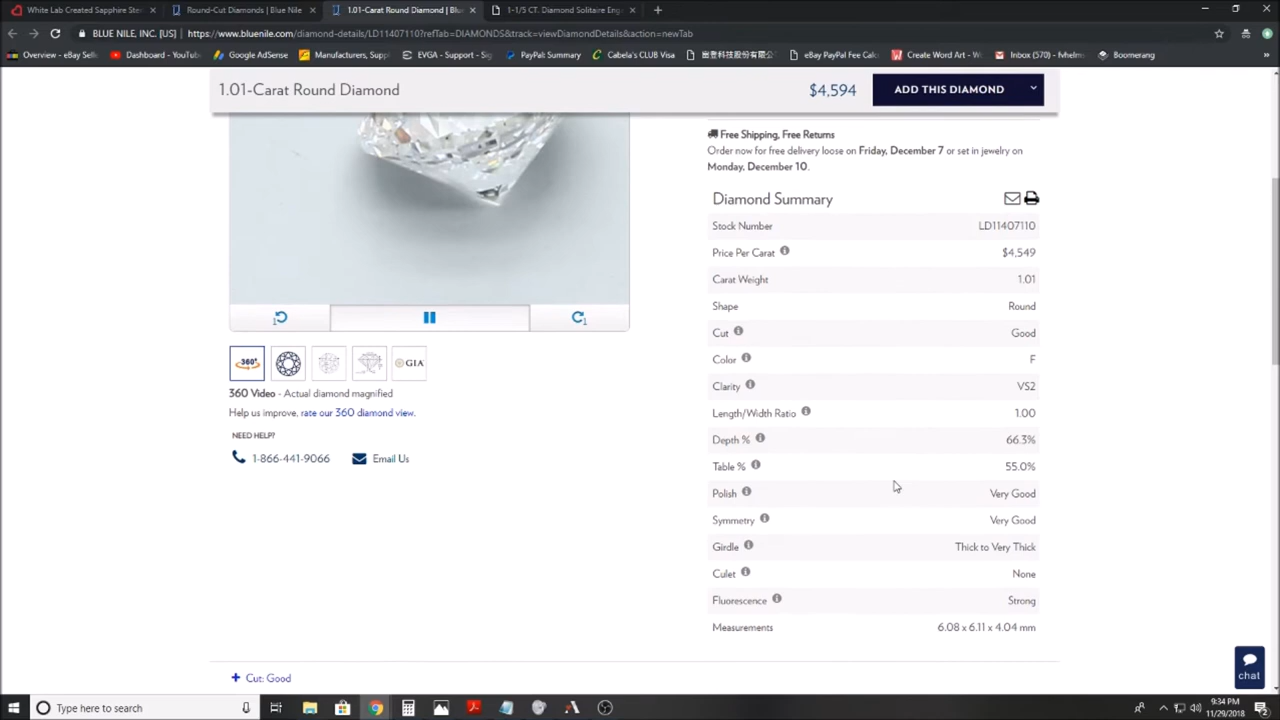 White Lab Created Sapphire Ste
Round-Cut Diamonds | Blue Nile
1.01-Carat Round Diamond | Blu
1-1/5 CT. Diamond Solitaire Eng
BLUE NILE, INC. [US]
https://www.bluenile.com/diamond-details/LD11407110?refTab=DIAMONDS&track=viewDiamondDetails&action=newTab
Overview - eBay Selle
Dashboard - YouTube
Google AdSense
Manufacturers, Suppl
EVGA - Support - Sig
PayPal: Summary
Cabela's CLUB Visa
eBay PayPal Fee Calc
Create Word Art - Wo
Inbox (570) - lvhelms
Boomerang
1.01-Carat Round Diamond
$4,594
ADD THIS DIAMOND
Free Shipping, Free Returns
Order now for free delivery loose on Friday, December 7 or set in jewelry on
Monday, December 10.
Diamond Summary
Stock Number LD11407110
Price Per Carat $4,549
Carat Weight 1.01
Shape Round
Cut Good
Color F
Clarity VS2
Length/Width Ratio 1.00
Depth % 66.3%
Table % 55.0%
Polish Very Good
Symmetry Very Good
Girdle Thick to Very Thick
Culet None
Fluorescence Strong
Measurements 6.08 x 6.11 x 4.04 mm
360°
GIA
360 Video - Actual diamond magnified
Help us improve, rate our 360 diamond view.
NEED HELP?
1-866-441-9066
Email Us
+ Cut: Good
chat
Type here to search
9:34 PM
11/29/2018